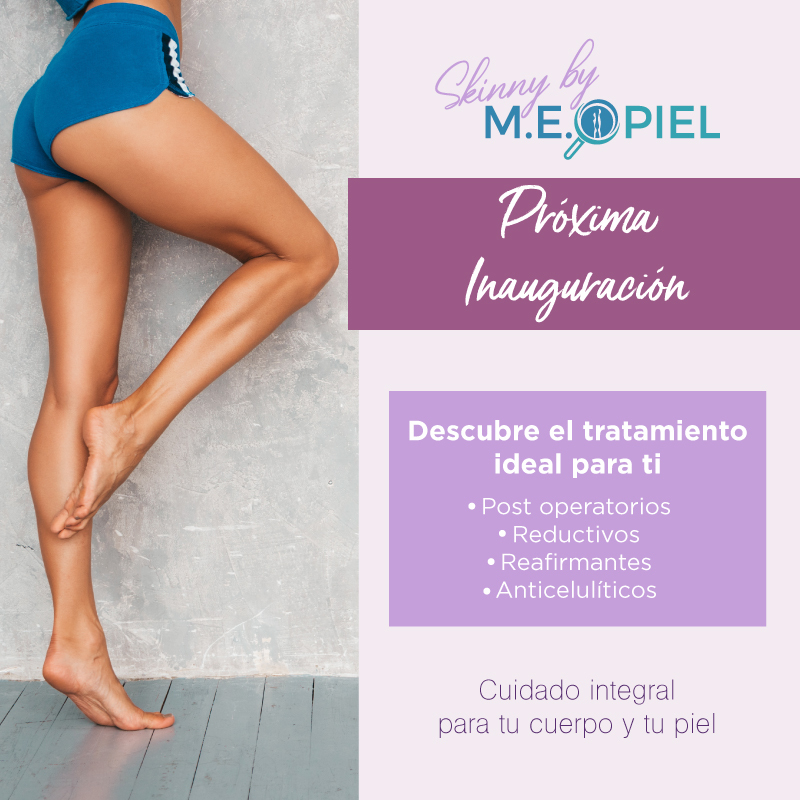 Skinny by
M.E. PIEL
Próxima
Inauguración
Descubre el tratamiento
ideal para ti
• Post operatorios
• Reductivos
• Reafirmantes
• Anticelulíticos
Cuidado integral
para tu cuerpo y tu piel